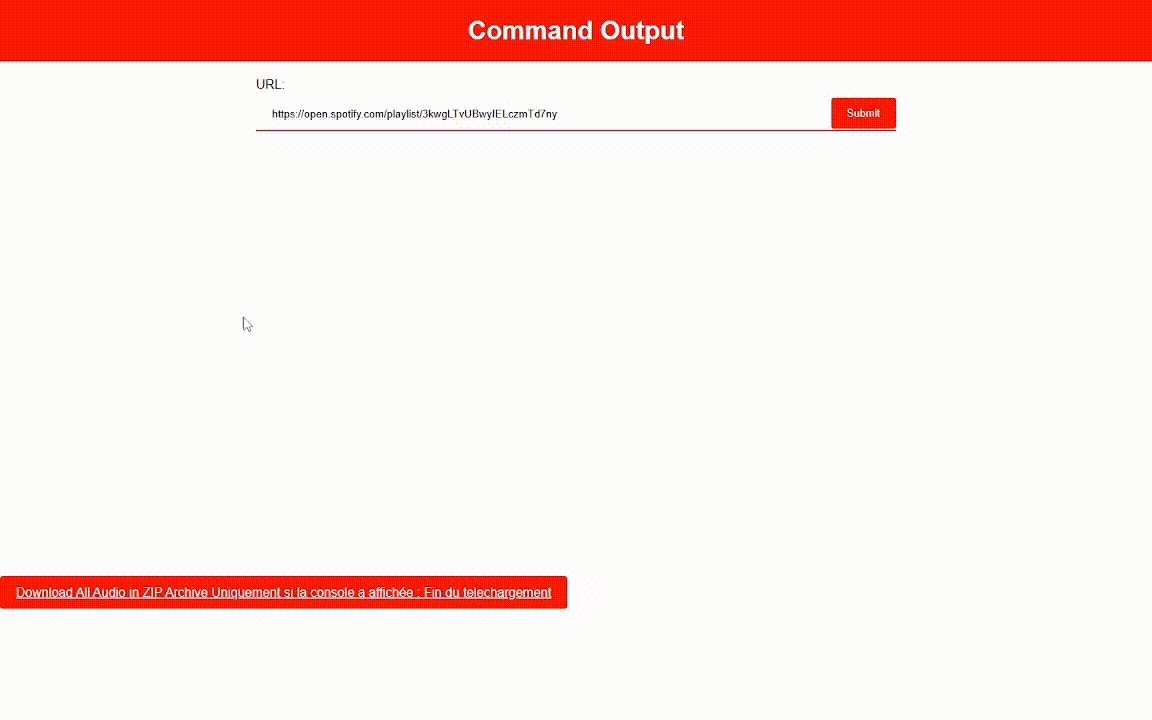 Command Output
URL:
https://open.spotify.com/playlist/3kwgLTvUBwyIELczmTd7ny
Submit
Download All Audio in ZIP Archive Uniquement si la console a affichée : Fin du telechargement